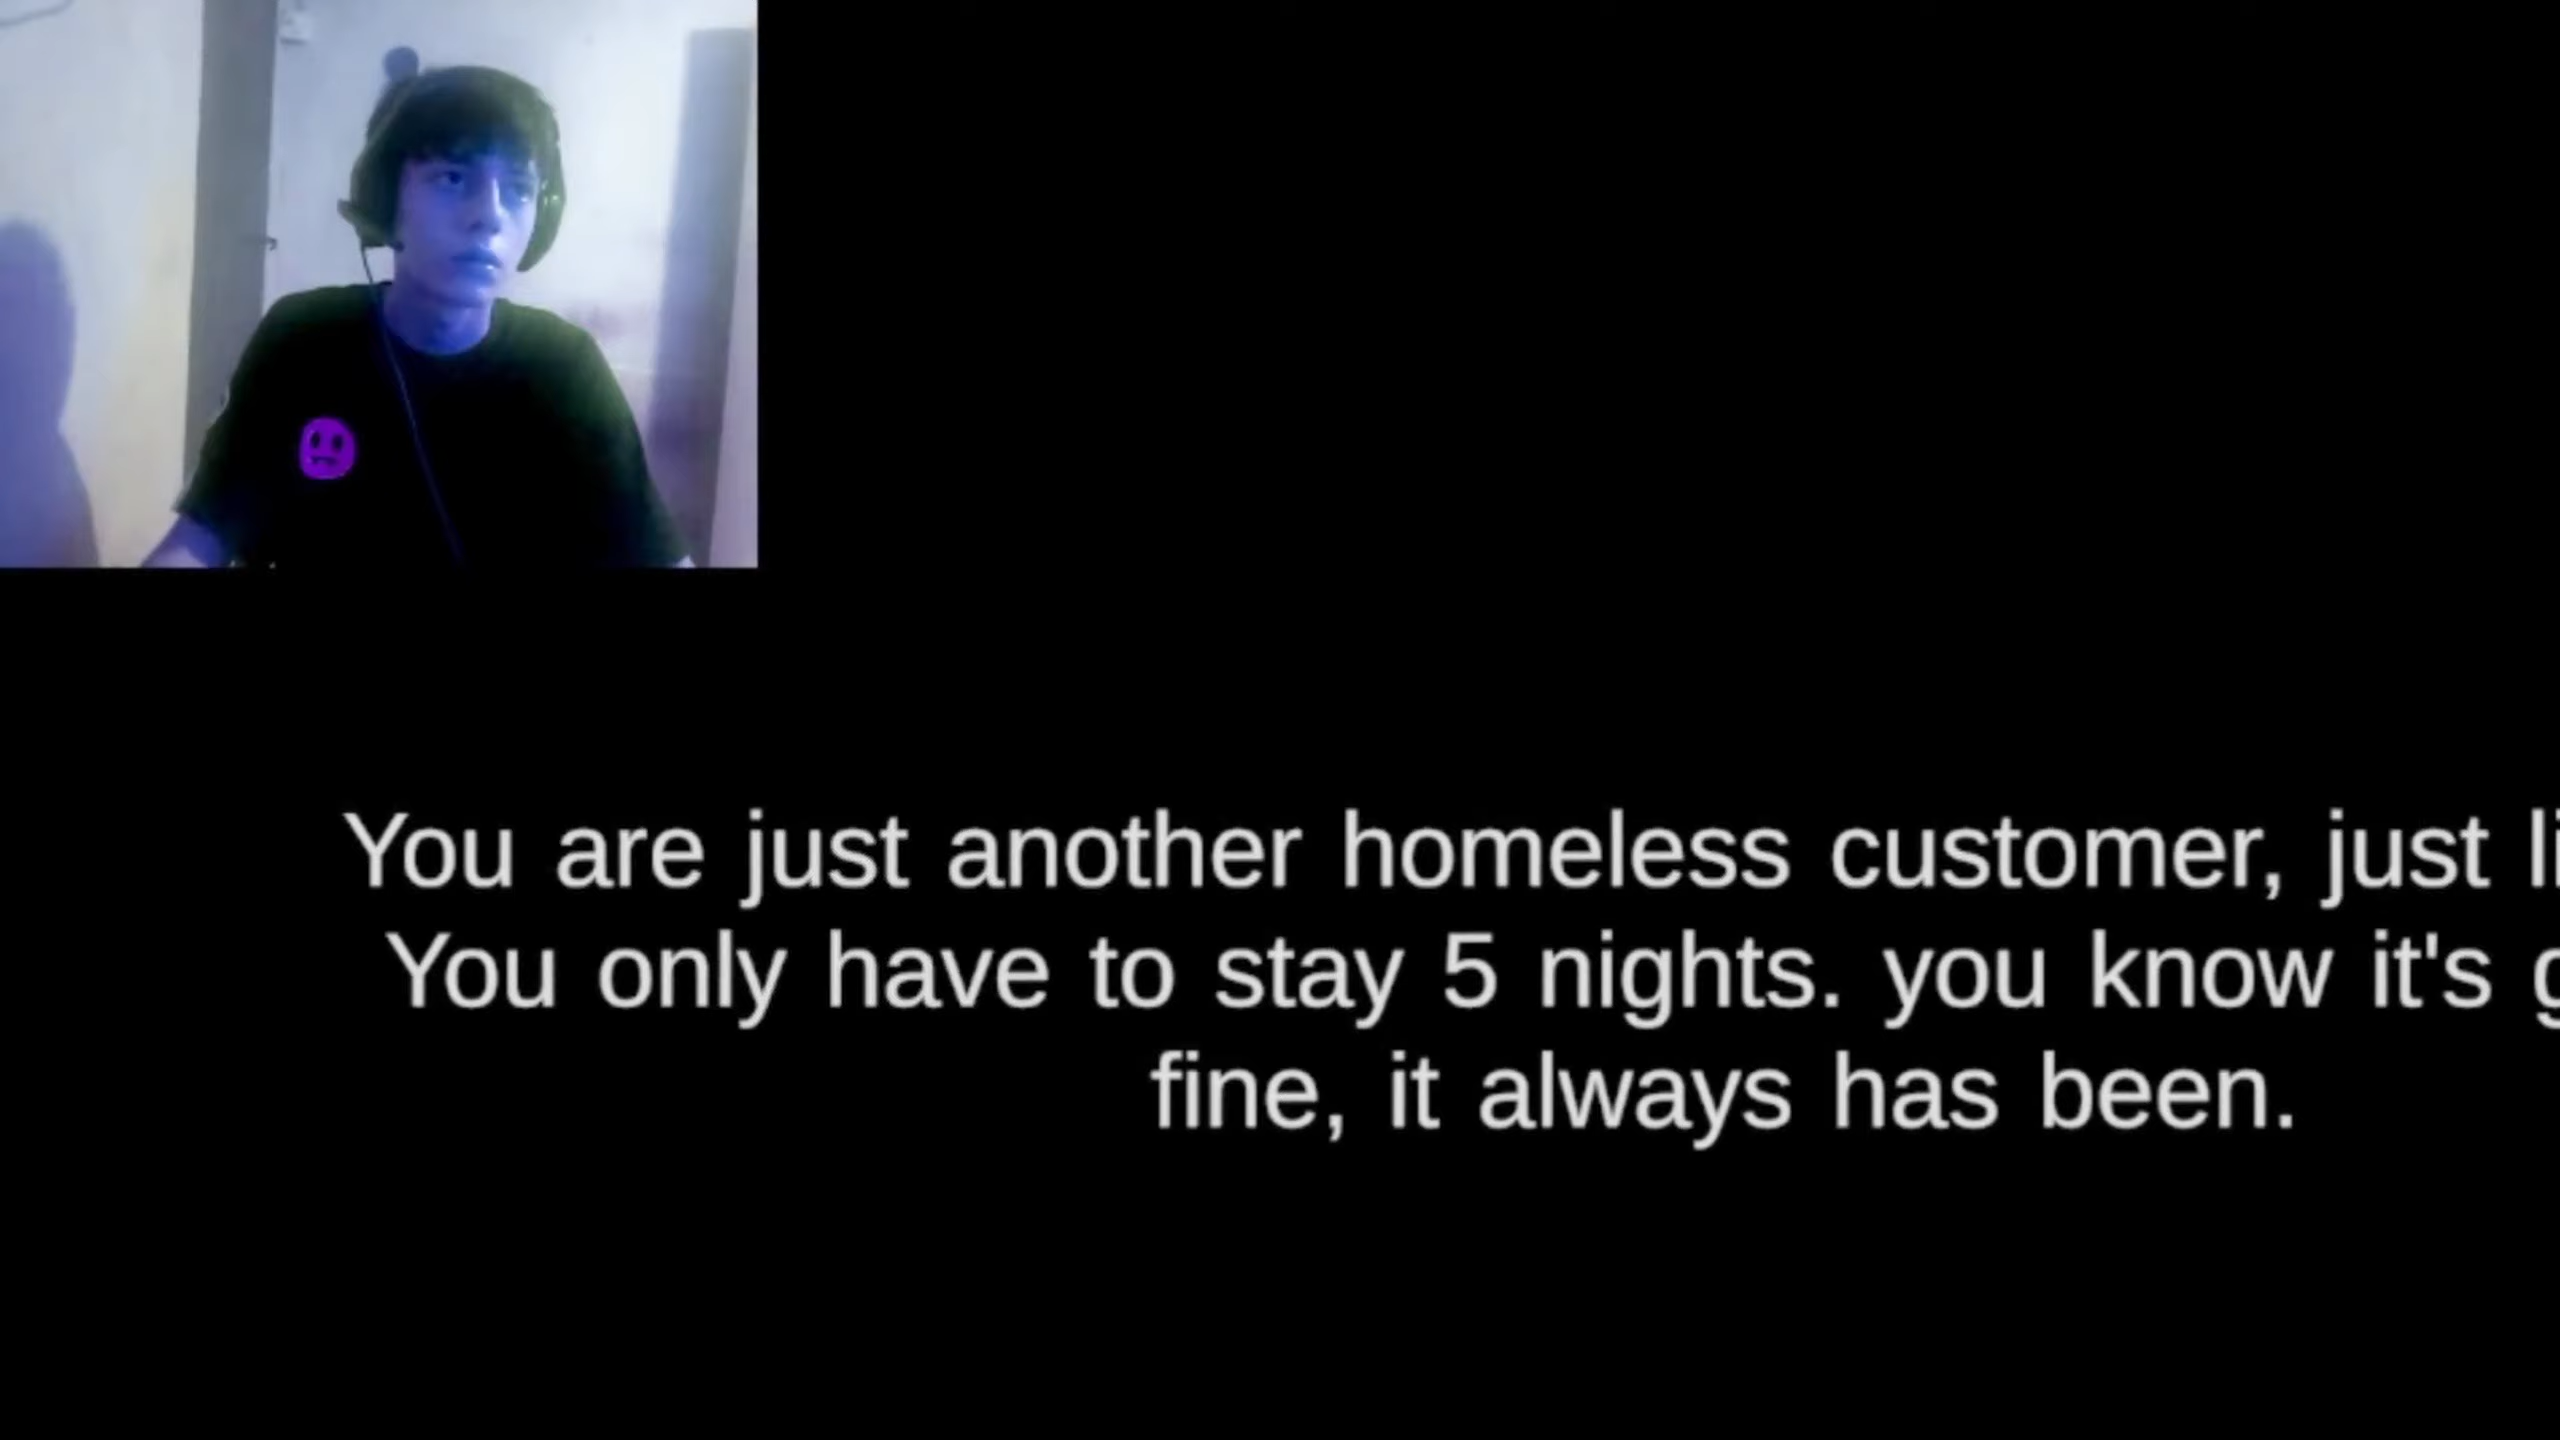 You are just another homeless customer, just
You only have to stay 5 nights. you know it's
fine, it always has been.